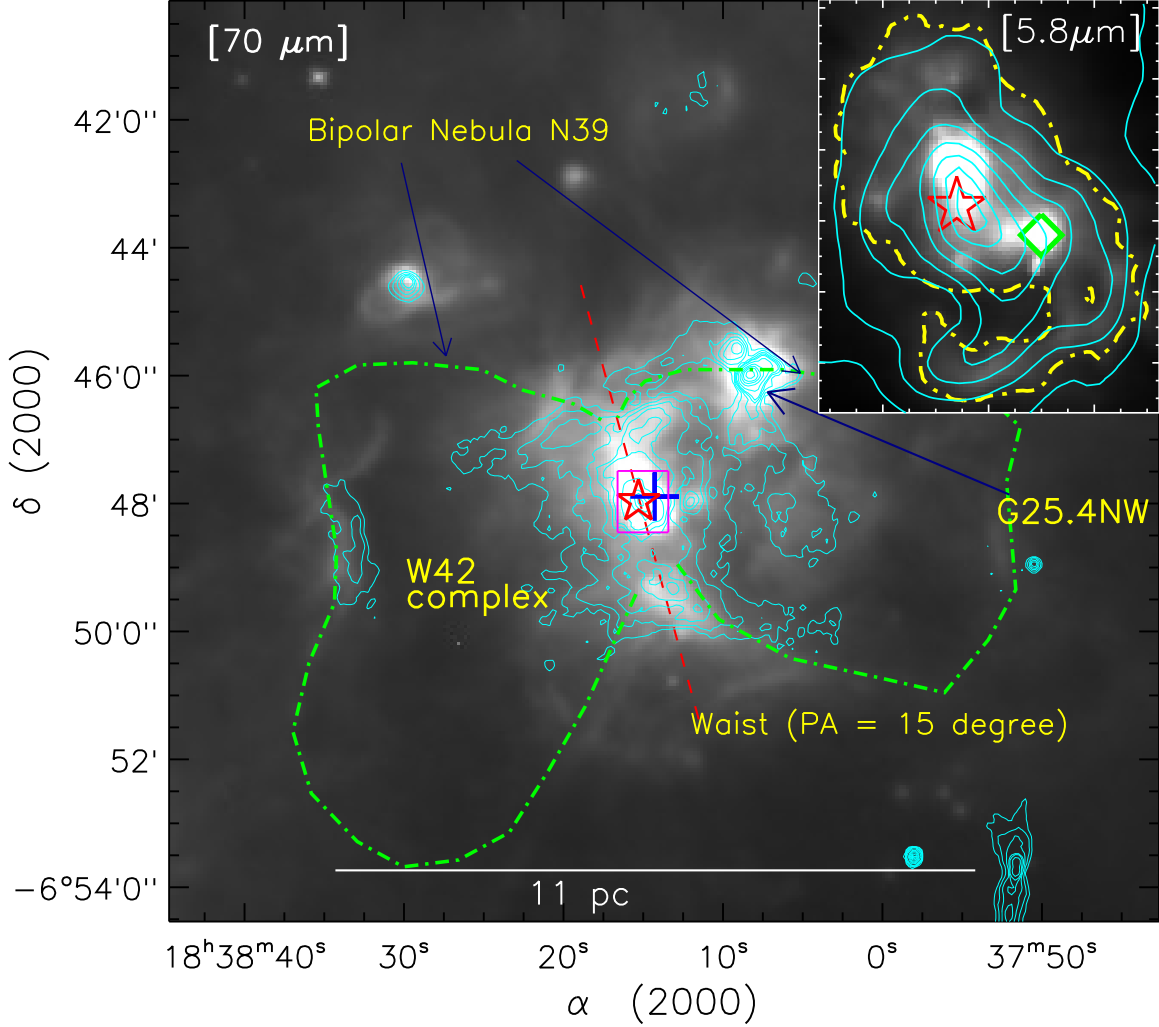 [70 μm]
[5.8μm]
Bipolar Nebula N39
42'0''
44'
46'0''
48'
50'0''
52'
−6°54'0''
δ (2000)
G25.4NW
W42
complex
Waist (PA = 15 degree)
11 pc
18ʰ38ᵐ40ˢ
30ˢ
20ˢ
10ˢ
0ˢ
37ᵐ50ˢ
α (2000)